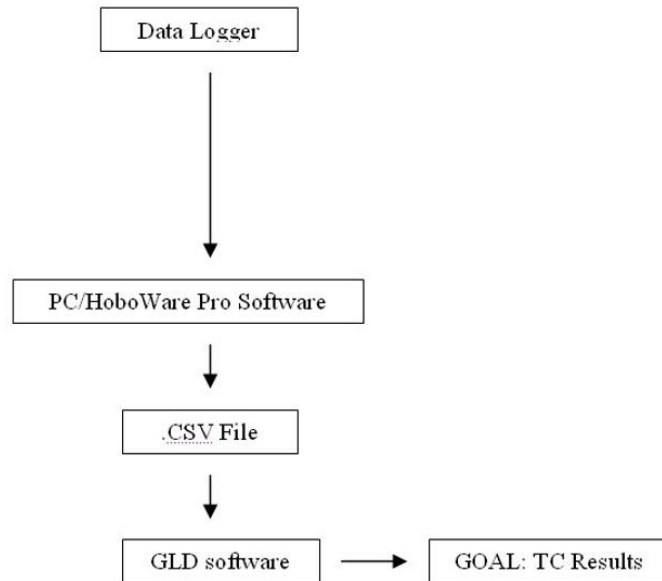 Data Logger
PC/HoboWare Pro Software
.CSV File
GLD software
GOAL: TC Results